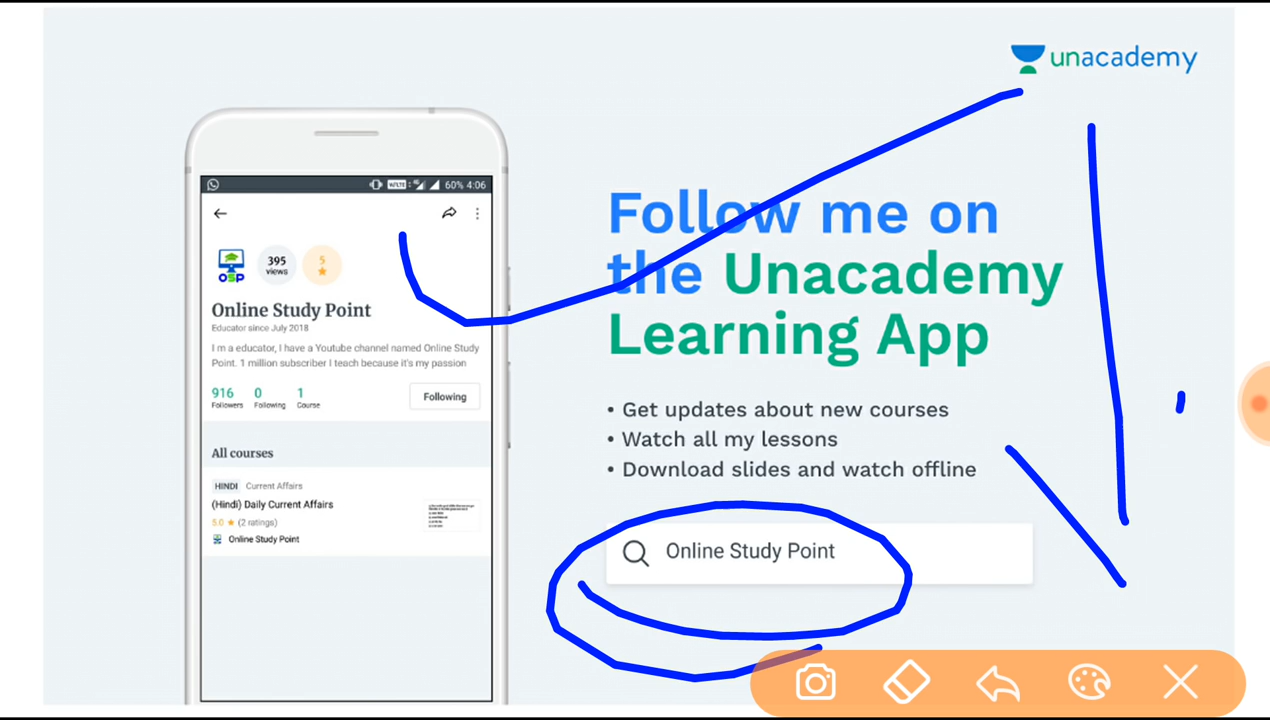 unacademy
60% 4:06
395
views
5
Online Study Point
Educator since July 2018
I m a educator, I have a Youtube channel named Online Study
Point. 1 million subscriber I teach because it's my passion
916 0 1
Followers Following Course
Following
All courses
HINDI Current Affairs
(Hindi) Daily Current Affairs
5.0 ★ (2 ratings)
Online Study Point
Follow me on
the Unacademy
Learning App
• Get updates about new courses
• Watch all my lessons
• Download slides and watch offline
Online Study Point